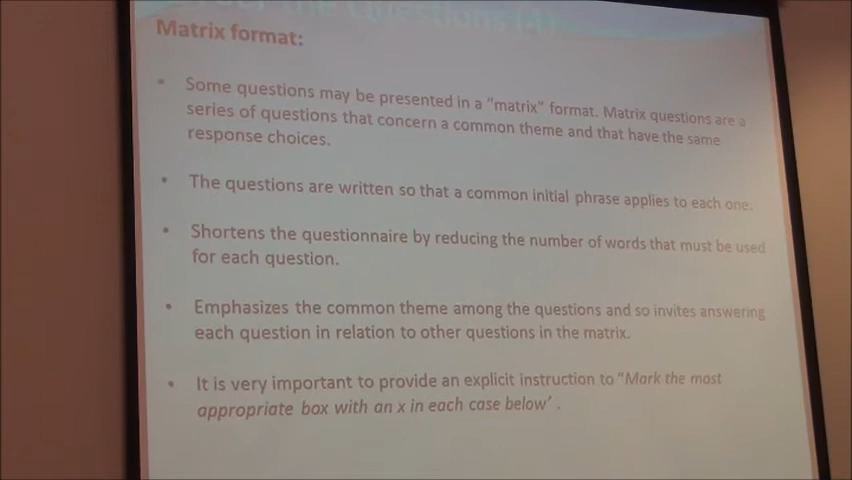 the Questions
Matrix format:
• Some questions may be presented in a "matrix" format. Matrix questions are a
series of questions that concern a common theme and that have the same
response choices.
• The questions are written so that a common initial phrase applies to each one.
• Shortens the questionnaire by reducing the number of words that must be used
for each question.
• Emphasizes the common theme among the questions and so invites answering
each question in relation to other questions in the matrix.
• It is very important to provide an explicit instruction to "Mark the most
appropriate box with an x in each case below' .